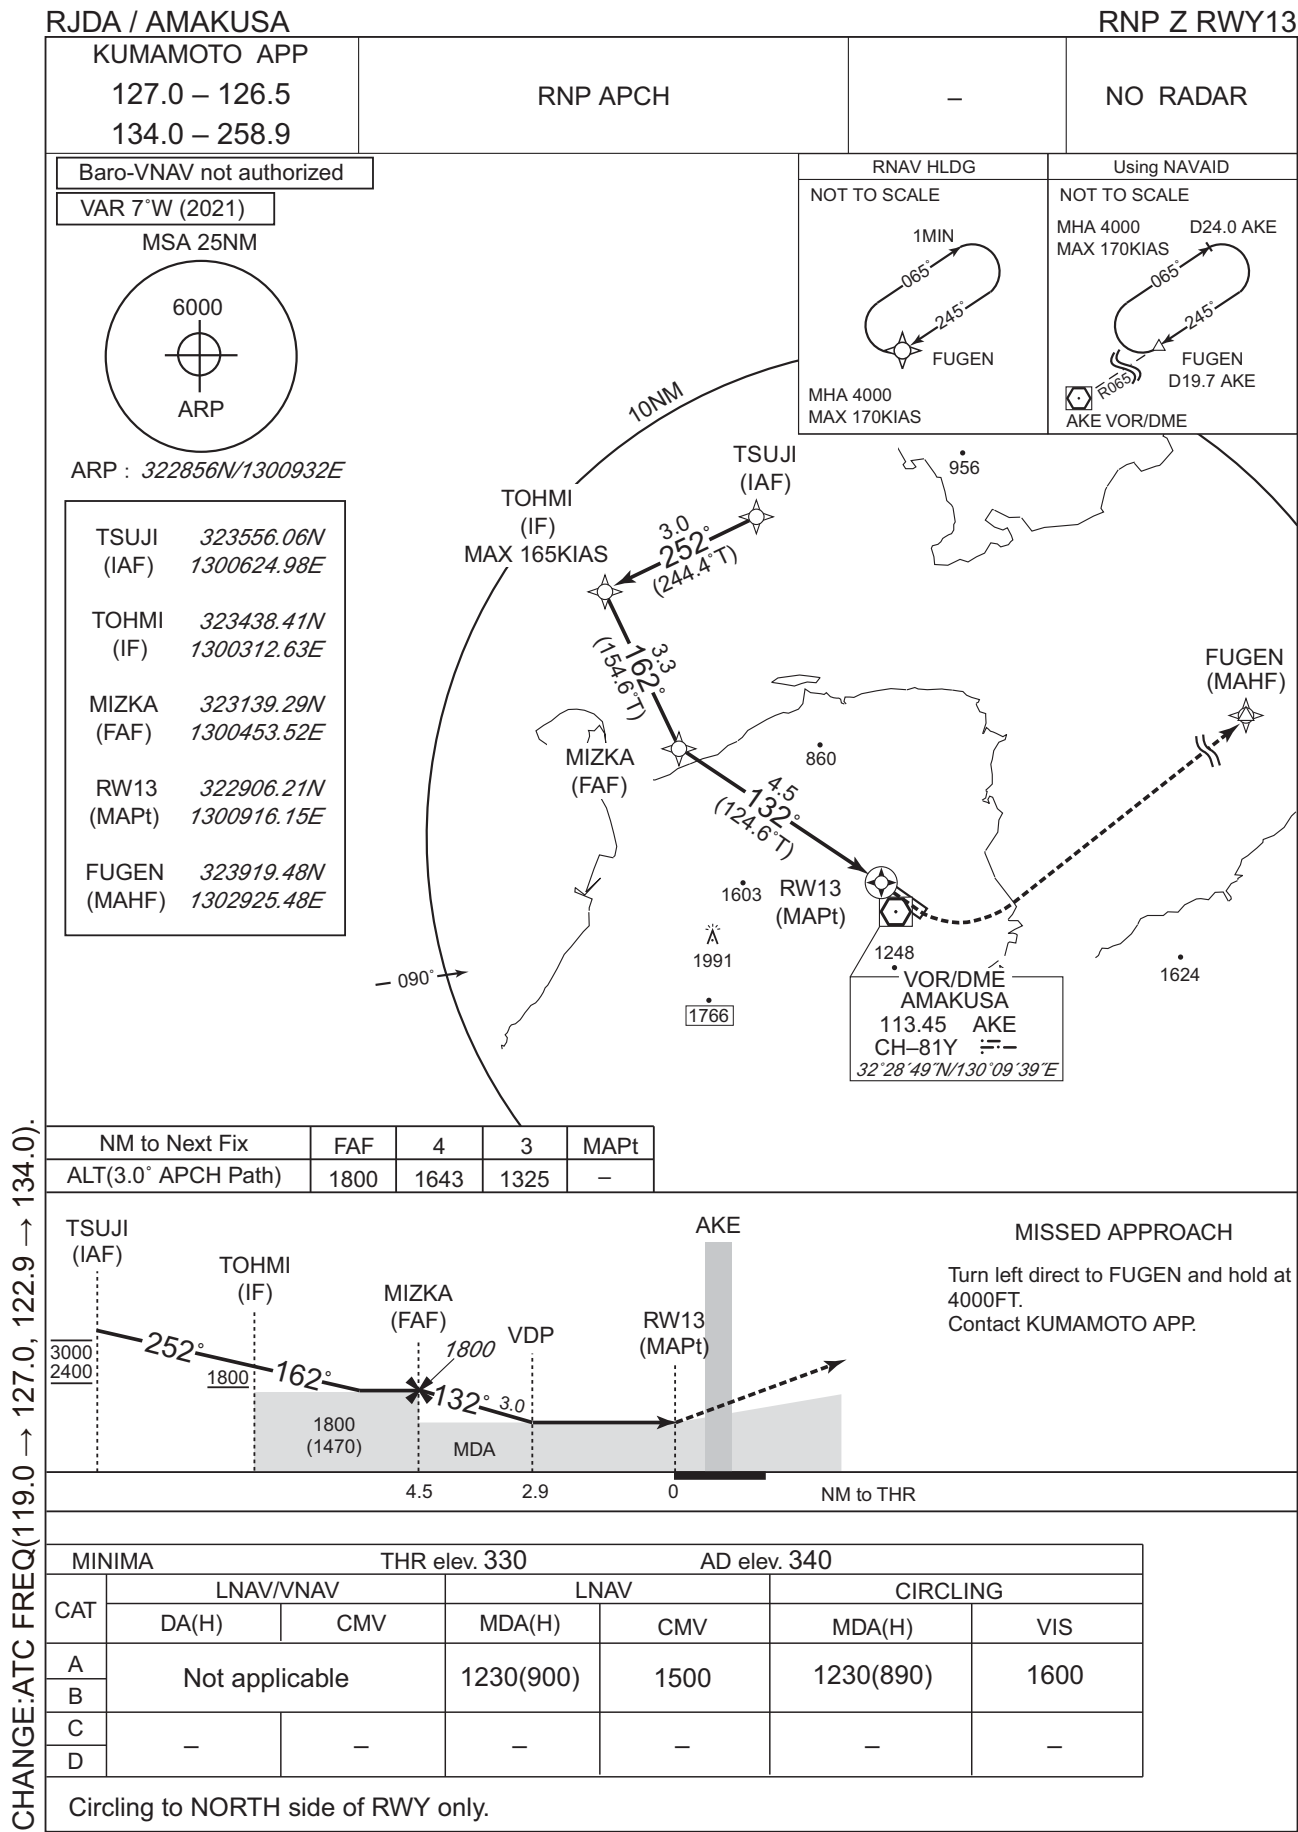 RJDA / AMAKUSA
RNP Z RWY13
KUMAMOTO APP
127.0 – 126.5
134.0 – 258.9
RNP APCH
–
NO RADAR
Baro-VNAV not authorized
VAR 7°W (2021)
MSA 25NM
6000
ARP
ARP : 322856N/1300932E
TSUJI 323556.06N
(IAF) 1300624.98E
TOHMI 323438.41N
(IF) 1300312.63E
MIZKA 323139.29N
(FAF) 1300453.52E
RW13 322906.21N
(MAPt) 1300916.15E
FUGEN 323919.48N
(MAHF) 1302925.48E
RNAV HLDG
NOT TO SCALE
1MIN
065°
245°
FUGEN
MHA 4000
MAX 170KIAS
Using NAVAID
NOT TO SCALE
MHA 4000 D24.0 AKE
MAX 170KIAS
065°
245°
FUGEN
D19.7 AKE
R065
AKE VOR/DME
10NM
TSUJI
(IAF)
956
TOHMI
(IF)
MAX 165KIAS
3.0
252°
(244.4°T)
3.3
162°
(154.6°T)
FUGEN
(MAHF)
MIZKA
(FAF)
860
4.5
132°
(124.6°T)
1603
RW13
(MAPt)
1991
1248
1624
090°
1766
VOR/DME
AMAKUSA
113.45 AKE
CH–81Y
32°28′49″N/130°09′39″E
NM to Next Fix FAF 4 3 MAPt
ALT(3.0° APCH Path) 1800 1643 1325 –
TSUJI
(IAF)
TOHMI
(IF)
MIZKA
(FAF)
VDP
RW13
(MAPt)
AKE
3000
2400
252°
1800
162°
1800
132° 3.0
1800
(1470)
MDA
4.5 2.9 0 NM to THR
MISSED APPROACH
Turn left direct to FUGEN and hold at
4000FT.
Contact KUMAMOTO APP.
MINIMA THR elev. 330 AD elev. 340
CAT LNAV/VNAV LNAV CIRCLING
DA(H) CMV MDA(H) CMV MDA(H) VIS
A
B
Not applicable 1230(900) 1500 1230(890) 1600
C
D
– – – – – –
Circling to NORTH side of RWY only.
CHANGE:ATC FREQ(119.0 → 127.0, 122.9 → 134.0).